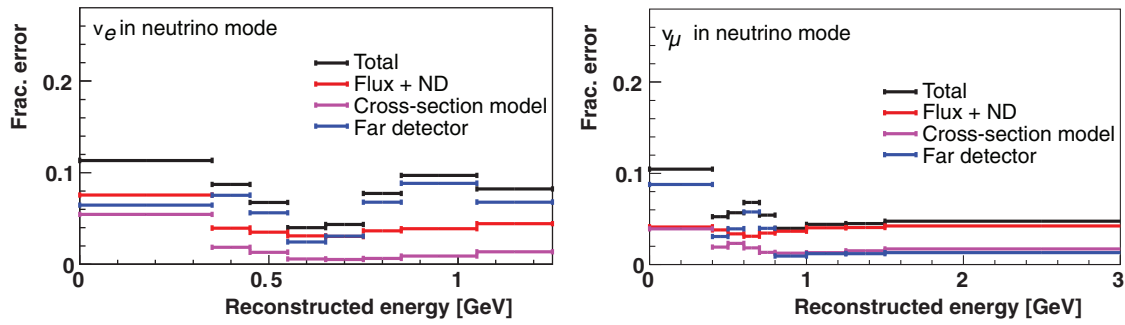 ν_e in neutrino mode
Total
Flux + ND
Cross-section model
Far detector
Frac. error
0.2
0.1
0
0 0.5 1
Reconstructed energy [GeV]
ν_μ in neutrino mode
Total
Flux + ND
Cross-section model
Far detector
Frac. error
0.2
0.1
0
0 1 2 3
Reconstructed energy [GeV]